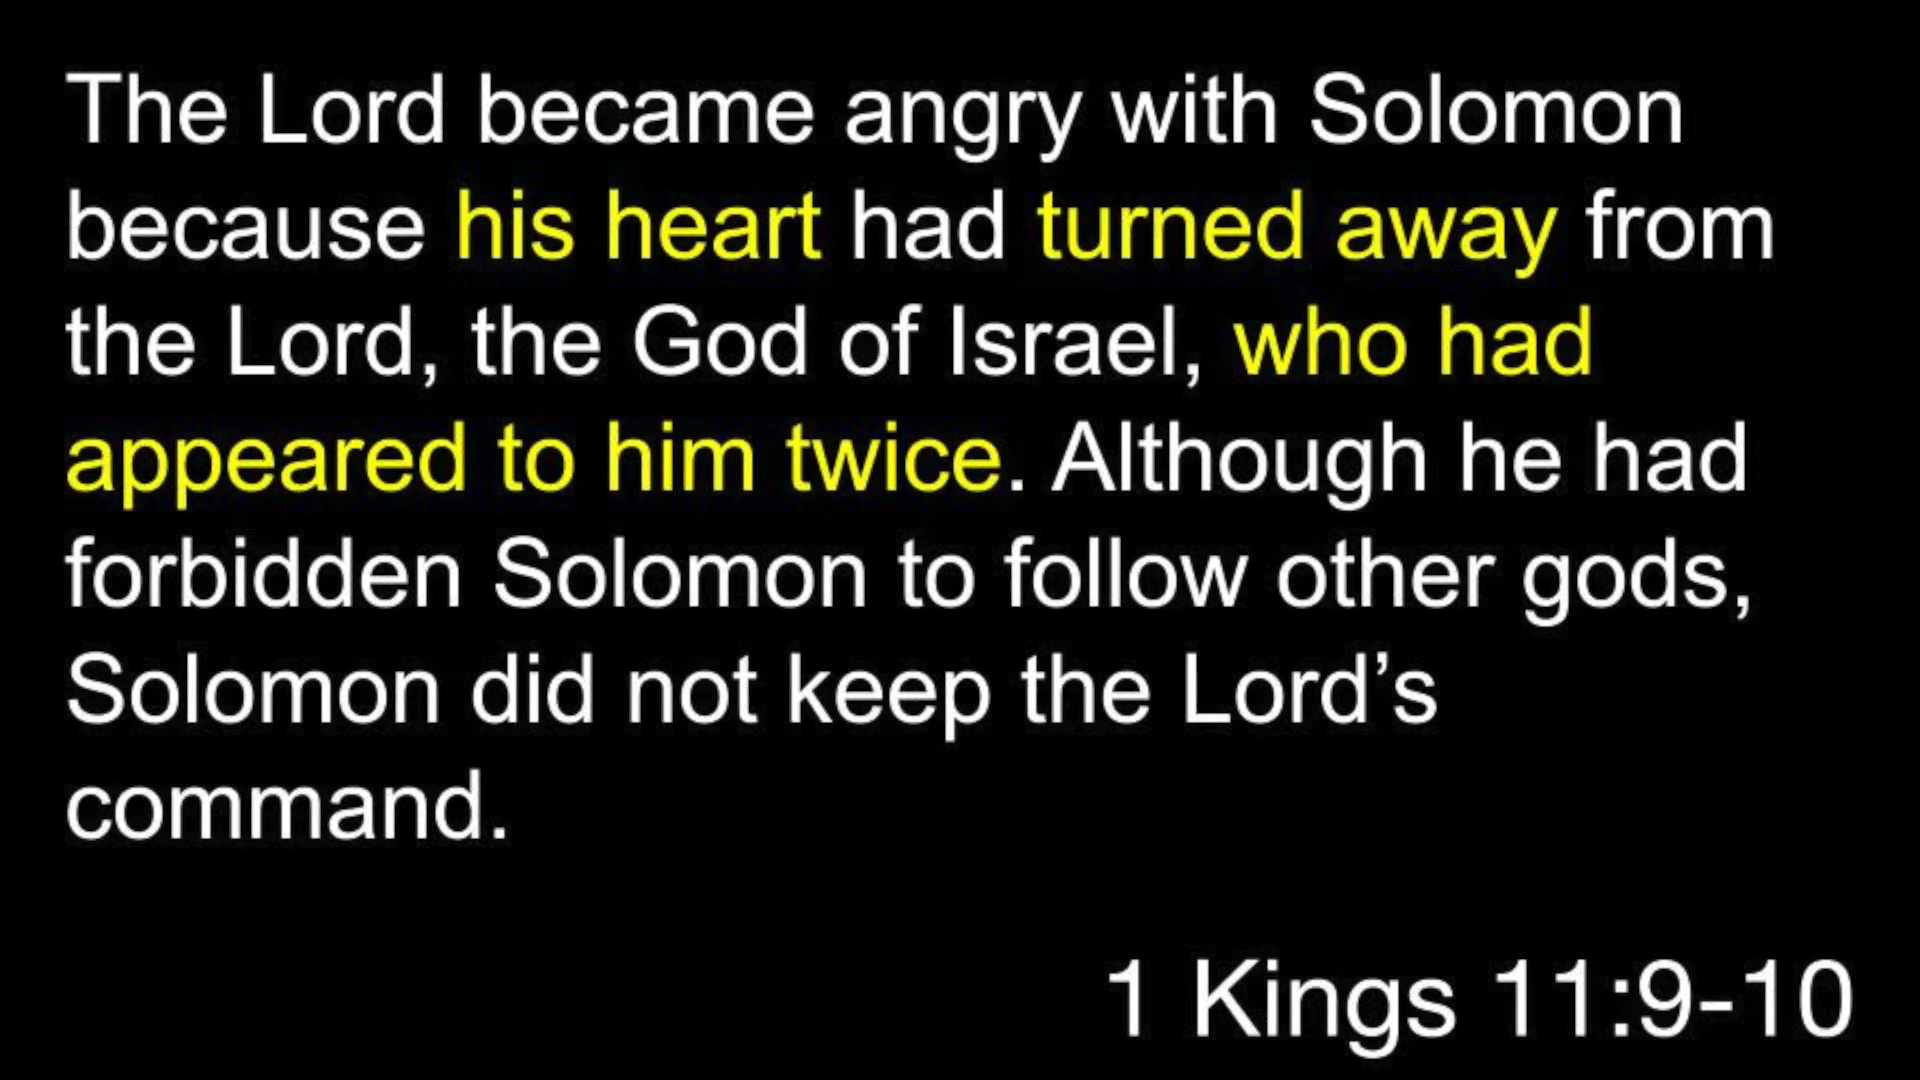 The Lord became angry with Solomon
because his heart had turned away from
the Lord, the God of Israel, who had
appeared to him twice. Although he had
forbidden Solomon to follow other gods,
Solomon did not keep the Lord’s
command.
1 Kings 11:9-10